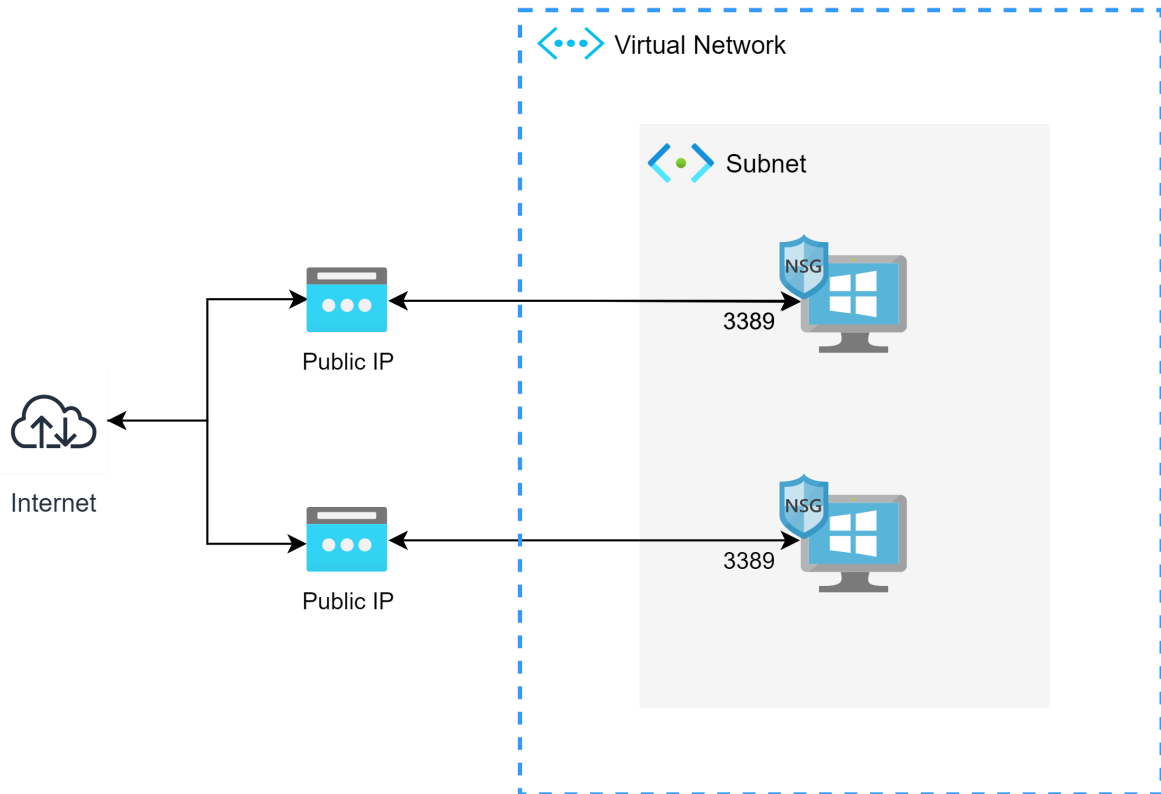 Virtual Network
Subnet
NSG
3389
Public IP
Internet
NSG
3389
Public IP